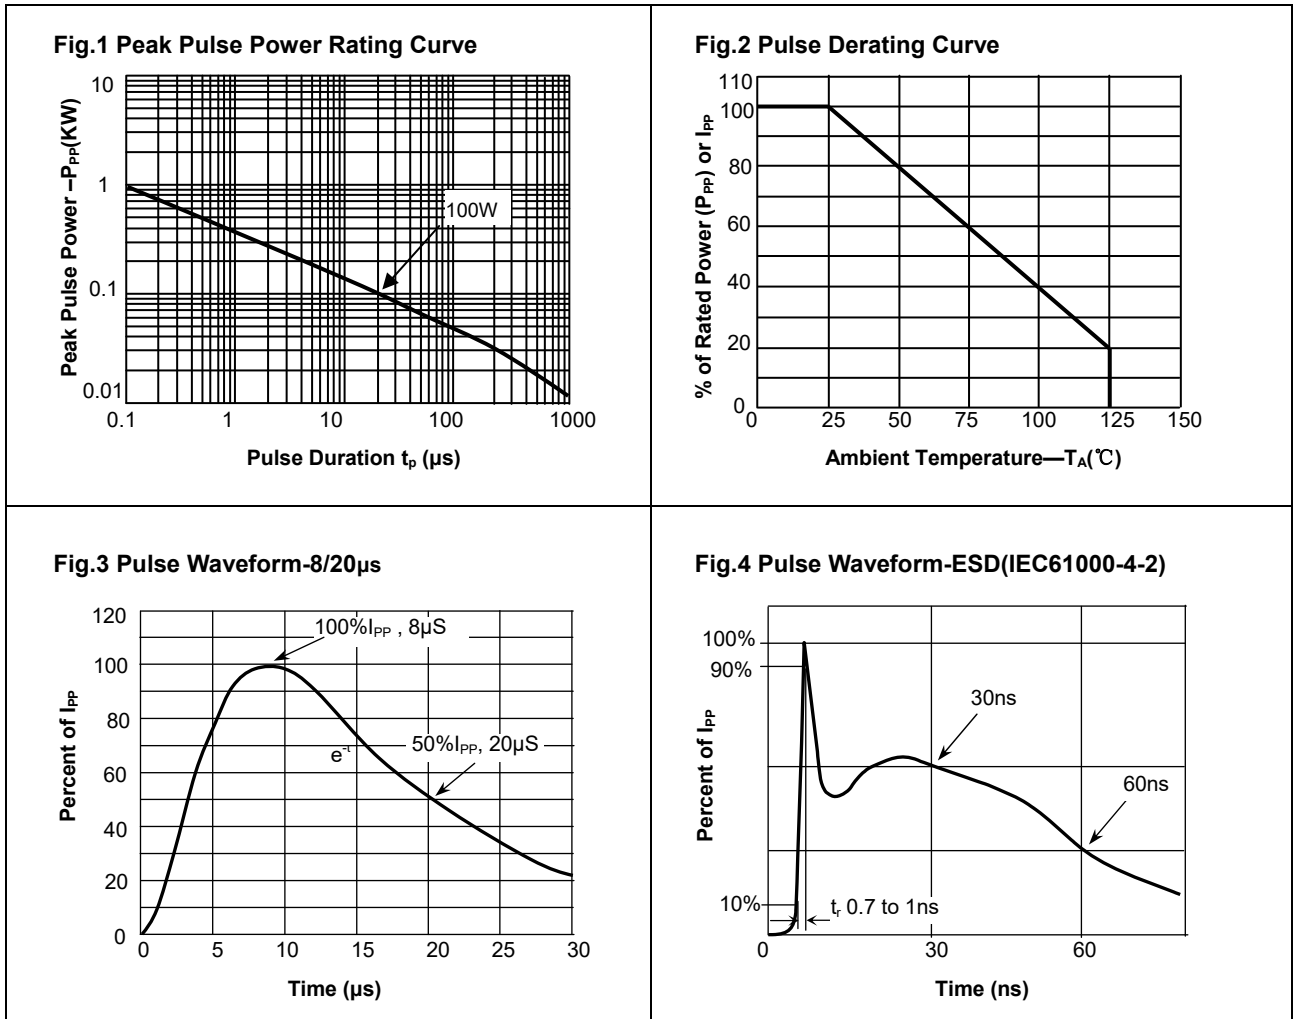 Fig.1 Peak Pulse Power Rating Curve
Peak Pulse Power –PPP(KW)
10
1
0.1
0.01
100W
0.1 1 10 100 1000
Pulse Duration tp (µs)
Fig.2 Pulse Derating Curve
% of Rated Power (PPP) or IPP
110
100
80
60
40
20
0
0 25 50 75 100 125 150
Ambient Temperature—TA(℃)
Fig.3 Pulse Waveform-8/20µs
Percent of IPP
120
100
80
60
40
20
0
100%IPP , 8µS
e-t
50%IPP, 20µS
0 5 10 15 20 25 30
Time (µs)
Fig.4 Pulse Waveform-ESD(IEC61000-4-2)
Percent of IPP
100%
90%
10%
30ns
60ns
tr 0.7 to 1ns
0 30 60
Time (ns)